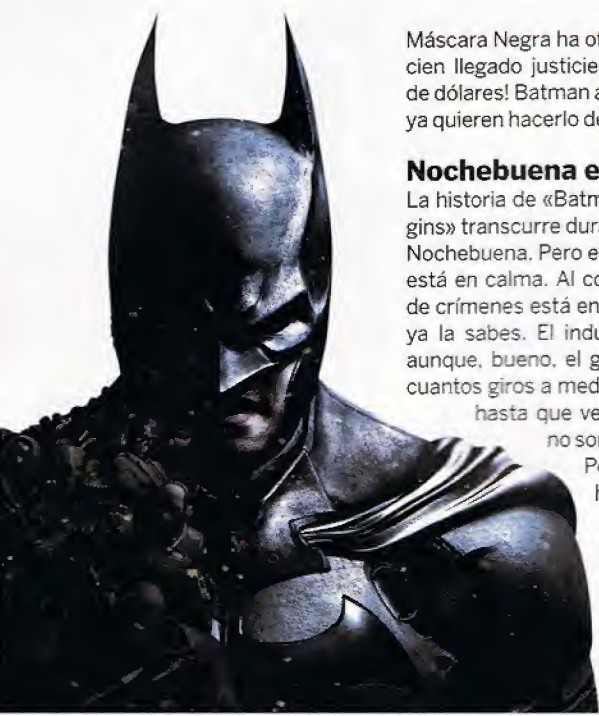 Máscara Negra ha of
cien llegado justicie
de dólares! Batman a
ya quieren hacerlo de
Nochebuena e
La historia de «Batm
gins» transcurre dura
Nochebuena. Pero e
está en calma. Al co
de crímenes está en
ya la sabes. El indu
aunque, bueno, el g
cuantos giros a med
hasta que ve
no son
Pe
h